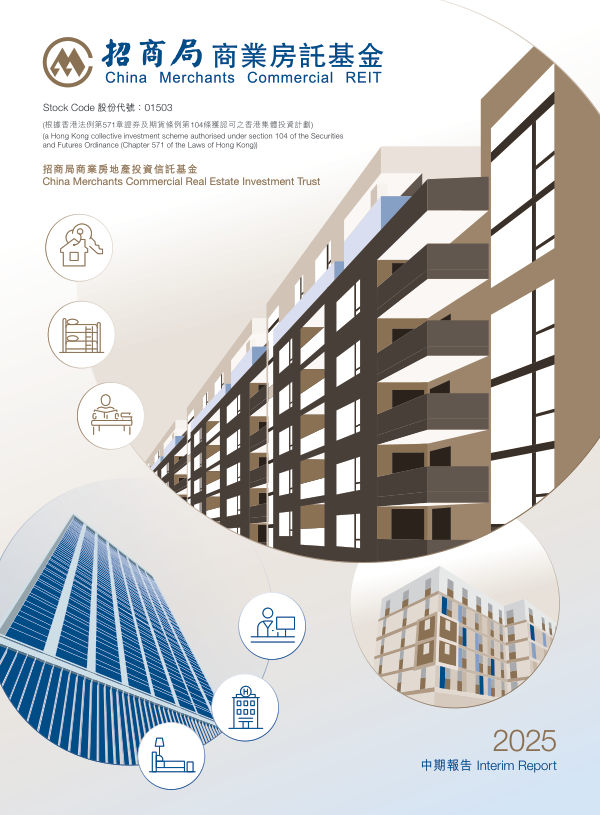 招商局 商業房託基金
China Merchants Commercial REIT
Stock Code 股份代號：01503
(根據香港法例第571章證券及期貨條例第104條獲認可之香港集體投資計劃)
(a Hong Kong collective investment scheme authorised under section 104 of the Securities
and Futures Ordinance (Chapter 571 of the Laws of Hong Kong))
招商局商業房地產投資信託基金
China Merchants Commercial Real Estate Investment Trust
H
2025
中期報告 Interim Report